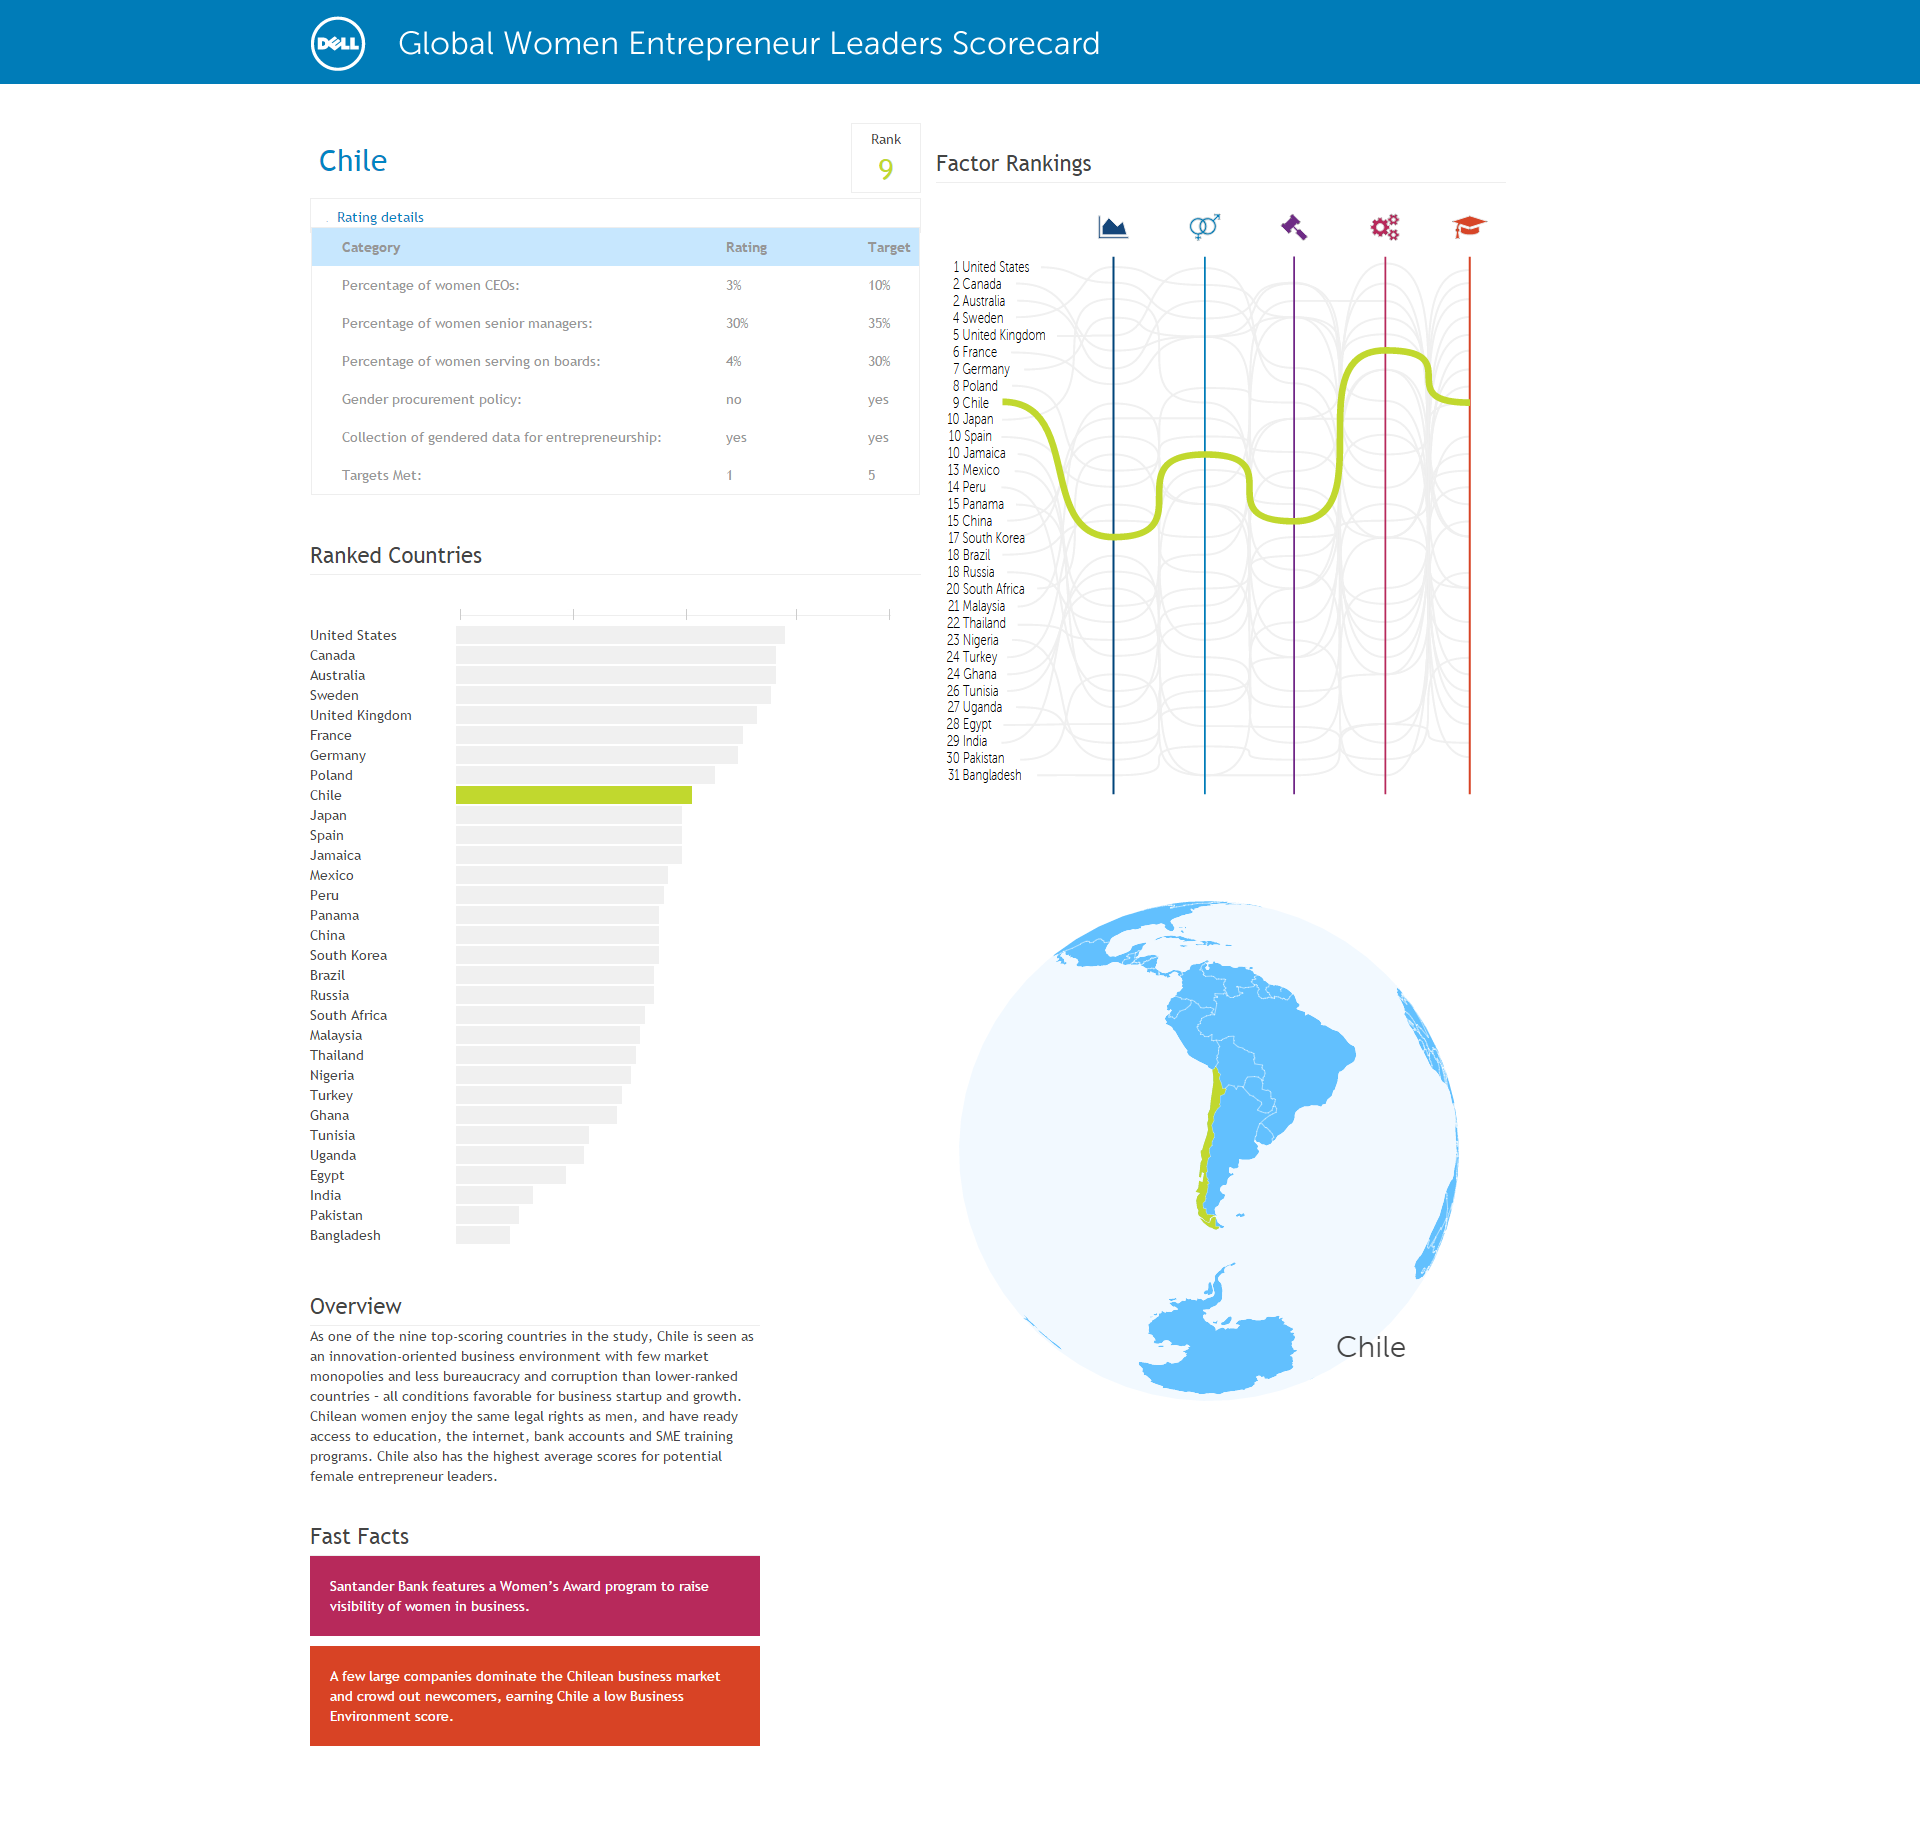 DELL
Global Women Entrepreneur Leaders Scorecard
Chile
Rank
9
Rating details
Category Rating Target
Percentage of women CEOs: 3% 10%
Percentage of women senior managers: 30% 35%
Percentage of women serving on boards: 4% 30%
Gender procurement policy: no yes
Collection of gendered data for entrepreneurship: yes yes
Targets Met: 1 5
Ranked Countries
United States
Canada
Australia
Sweden
United Kingdom
France
Germany
Poland
Chile
Japan
Spain
Jamaica
Mexico
Peru
Panama
China
South Korea
Brazil
Russia
South Africa
Malaysia
Thailand
Nigeria
Turkey
Ghana
Tunisia
Uganda
Egypt
India
Pakistan
Bangladesh
Overview
As one of the nine top-scoring countries in the study, Chile is seen as
an innovation-oriented business environment with few market
monopolies and less bureaucracy and corruption than lower-ranked
countries – all conditions favorable for business startup and growth.
Chilean women enjoy the same legal rights as men, and have ready
access to education, the internet, bank accounts and SME training
programs. Chile also has the highest average scores for potential
female entrepreneur leaders.
Fast Facts
Santander Bank features a Women’s Award program to raise
visibility of women in business.
A few large companies dominate the Chilean business market
and crowd out newcomers, earning Chile a low Business
Environment score.
Factor Rankings
1 United States
2 Canada
2 Australia
4 Sweden
5 United Kingdom
6 France
7 Germany
8 Poland
9 Chile
10 Japan
10 Spain
10 Jamaica
13 Mexico
14 Peru
15 Panama
15 China
17 South Korea
18 Brazil
18 Russia
20 South Africa
21 Malaysia
22 Thailand
23 Nigeria
24 Turkey
24 Ghana
26 Tunisia
27 Uganda
28 Egypt
29 India
30 Pakistan
31 Bangladesh
Chile